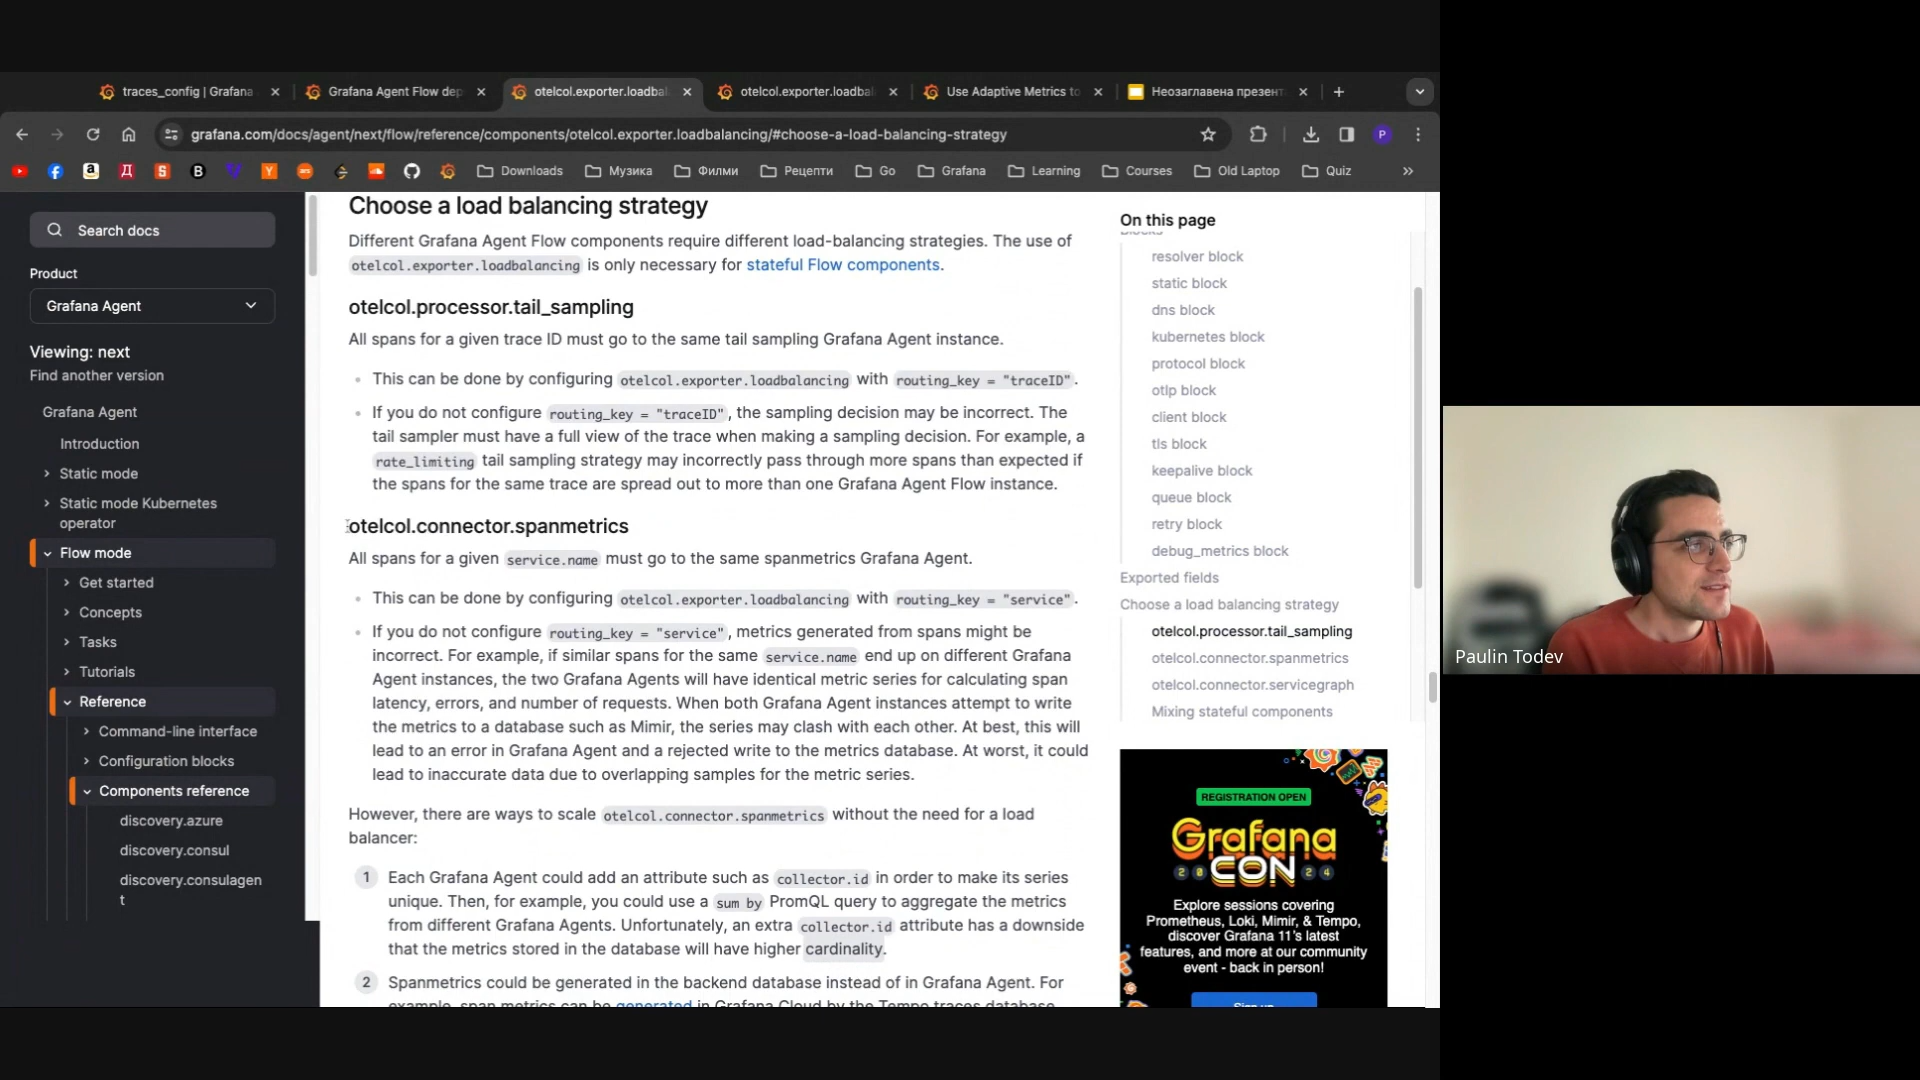 traces_config | Grafana
Grafana Agent Flow dep
otelcol.exporter.loadbal
otelcol.exporter.loadbal
Use Adaptive Metrics to
Неозаглавена презент
grafana.com/docs/agent/next/flow/reference/components/otelcol.exporter.loadbalancing/#choose-a-load-balancing-strategy
P
Downloads
Музика
Филми
Рецепти
Go
Grafana
Learning
Courses
Old Laptop
Quiz
Search docs
Product
Grafana Agent
Viewing: next
Find another version
Grafana Agent
Introduction
Static mode
Static mode Kubernetes
operator
Flow mode
Get started
Concepts
Tasks
Tutorials
Reference
Command-line interface
Configuration blocks
Components reference
discovery.azure
discovery.consul
discovery.consulagen
t
Choose a load balancing strategy
Different Grafana Agent Flow components require different load-balancing strategies. The use of
otelcol.exporter.loadbalancing is only necessary for stateful Flow components.
otelcol.processor.tail_sampling
All spans for a given trace ID must go to the same tail sampling Grafana Agent instance.
This can be done by configuring otelcol.exporter.loadbalancing with routing_key = "traceID".
If you do not configure routing_key = "traceID", the sampling decision may be incorrect. The
tail sampler must have a full view of the trace when making a sampling decision. For example, a
rate_limiting tail sampling strategy may incorrectly pass through more spans than expected if
the spans for the same trace are spread out to more than one Grafana Agent Flow instance.
otelcol.connector.spanmetrics
All spans for a given service.name must go to the same spanmetrics Grafana Agent.
This can be done by configuring otelcol.exporter.loadbalancing with routing_key = "service".
If you do not configure routing_key = "service", metrics generated from spans might be
incorrect. For example, if similar spans for the same service.name end up on different Grafana
Agent instances, the two Grafana Agents will have identical metric series for calculating span
latency, errors, and number of requests. When both Grafana Agent instances attempt to write
the metrics to a database such as Mimir, the series may clash with each other. At best, this will
lead to an error in Grafana Agent and a rejected write to the metrics database. At worst, it could
lead to inaccurate data due to overlapping samples for the metric series.
However, there are ways to scale otelcol.connector.spanmetrics without the need for a load
balancer:
1 Each Grafana Agent could add an attribute such as collector.id in order to make its series
unique. Then, for example, you could use a sum by PromQL query to aggregate the metrics
from different Grafana Agents. Unfortunately, an extra collector.id attribute has a downside
that the metrics stored in the database will have higher cardinality.
2 Spanmetrics could be generated in the backend database instead of in Grafana Agent. For
example, span metrics can be generated in Grafana Cloud by the Tempo traces database.
On this page
Blocks
resolver block
static block
dns block
kubernetes block
protocol block
otlp block
client block
tls block
keepalive block
queue block
retry block
debug_metrics block
Exported fields
Choose a load balancing strategy
otelcol.processor.tail_sampling
otelcol.connector.spanmetrics
otelcol.connector.servicegraph
Mixing stateful components
REGISTRATION OPEN
Grafana
CON
2024
Explore sessions covering
Prometheus, Loki, Mimir, & Tempo,
discover Grafana 11's latest
features, and more at our community
event - back in person!
Sign up
Paulin Todev